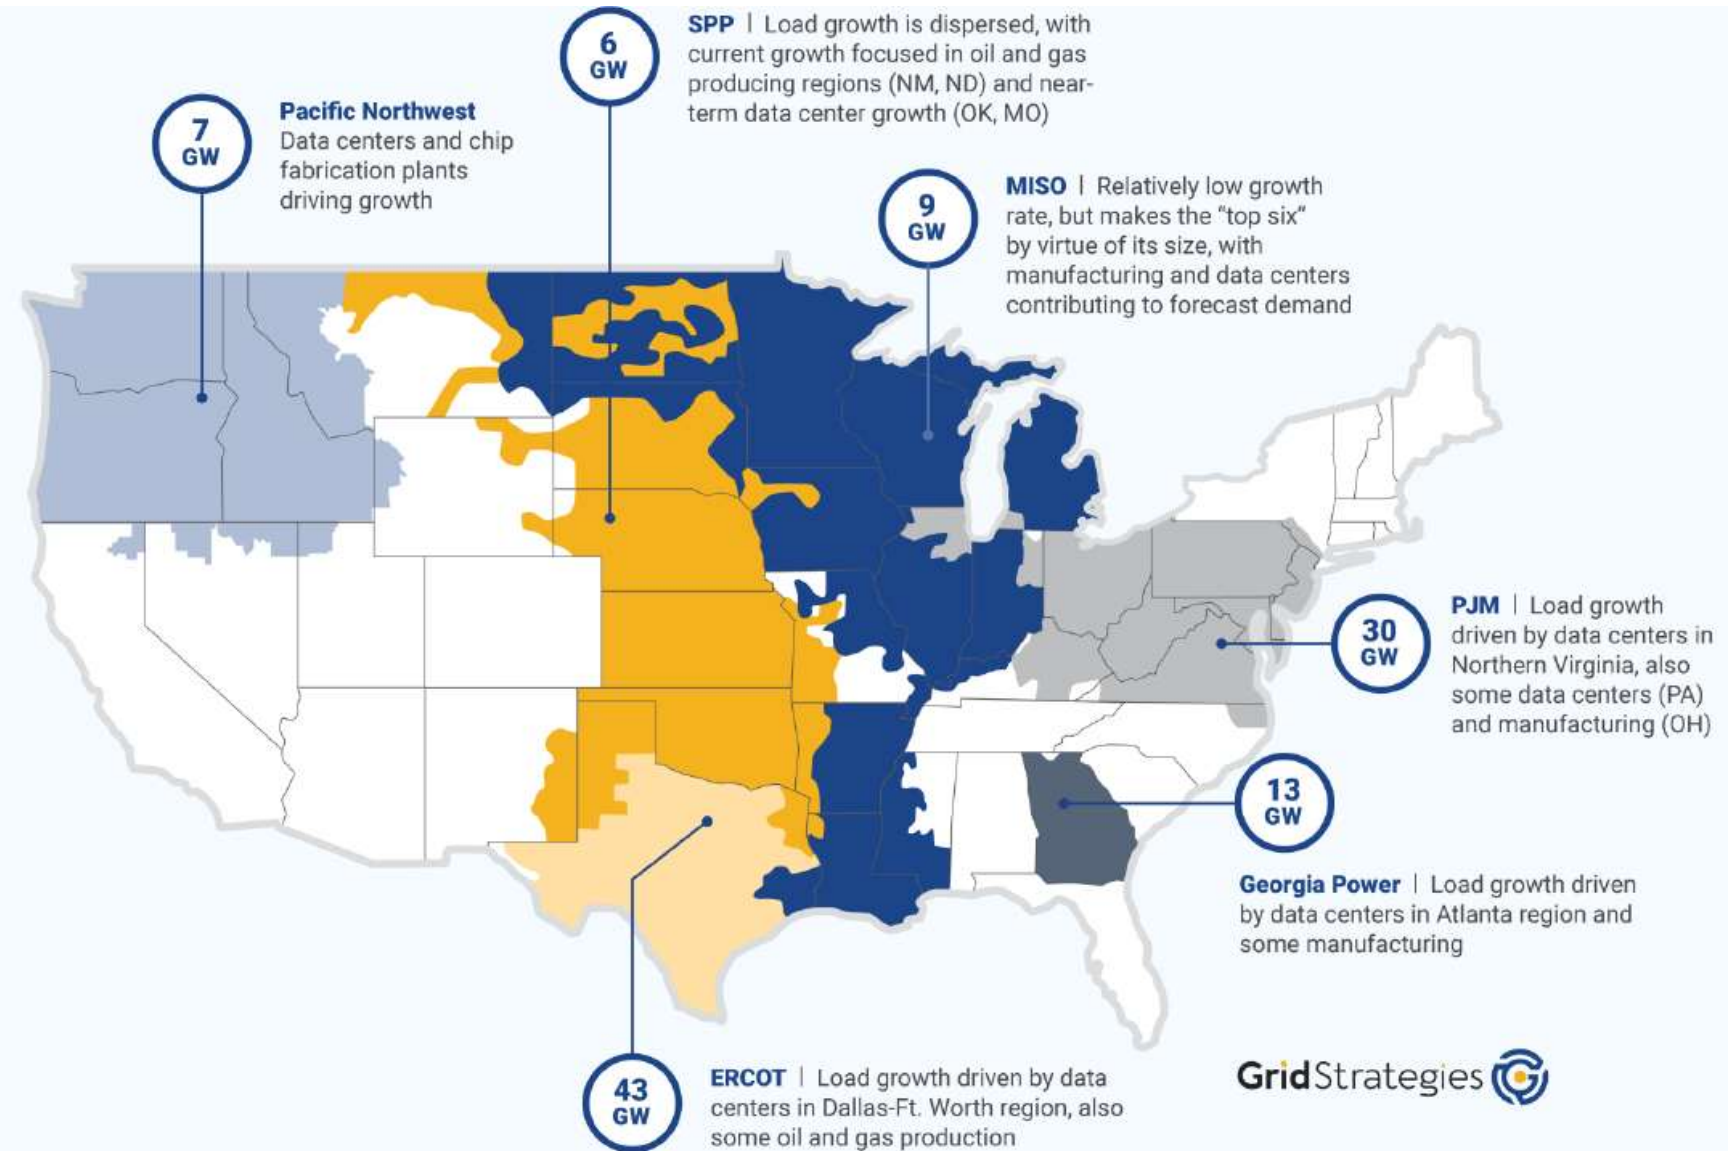 6
GW
SPP | Load growth is dispersed, with
current growth focused in oil and gas
producing regions (NM, ND) and near-
term data center growth (OK, MO)
7
GW
Pacific Northwest
Data centers and chip
fabrication plants
driving growth
9
GW
MISO | Relatively low growth
rate, but makes the “top six”
by virtue of its size, with
manufacturing and data centers
contributing to forecast demand
30
GW
PJM | Load growth
driven by data centers in
Northern Virginia, also
some data centers (PA)
and manufacturing (OH)
13
GW
Georgia Power | Load growth driven
by data centers in Atlanta region and
some manufacturing
43
GW
ERCOT | Load growth driven by data
centers in Dallas-Ft. Worth region, also
some oil and gas production
GridStrategies